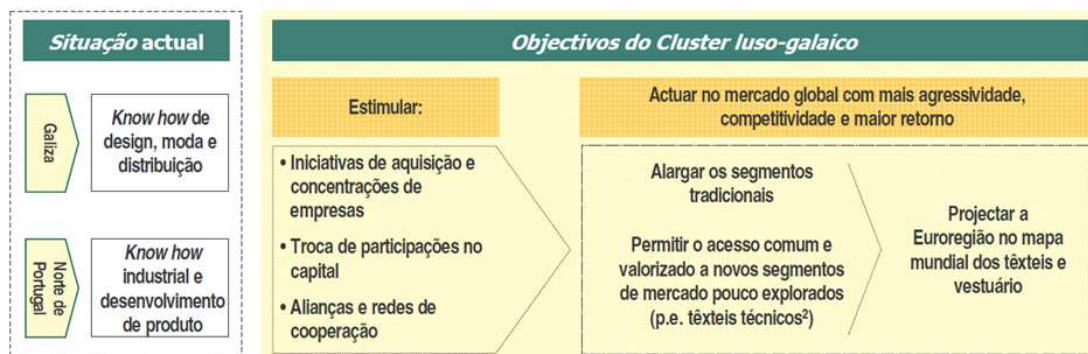 Situação actual
Galiza
Know how de
design, moda e
distribuição
Norte de
Portugal
Know how
industrial e
desenvolvimento
de produto
Objectivos do Cluster luso-galaico
Estimular:
• Iniciativas de aquisição e
concentrações de
empresas
• Troca de participações no
capital
• Alianças e redes de
cooperação
Actuar no mercado global com mais agressividade,
competitividade e maior retorno
Alargar os segmentos
tradicionais
Permitir o acesso comum e
valorizado a novos segmentos
de mercado pouco explorados
(p.e. têxteis técnicos²)
Projectar a
Euroregião no mapa
mundial dos têxteis e
vestuário